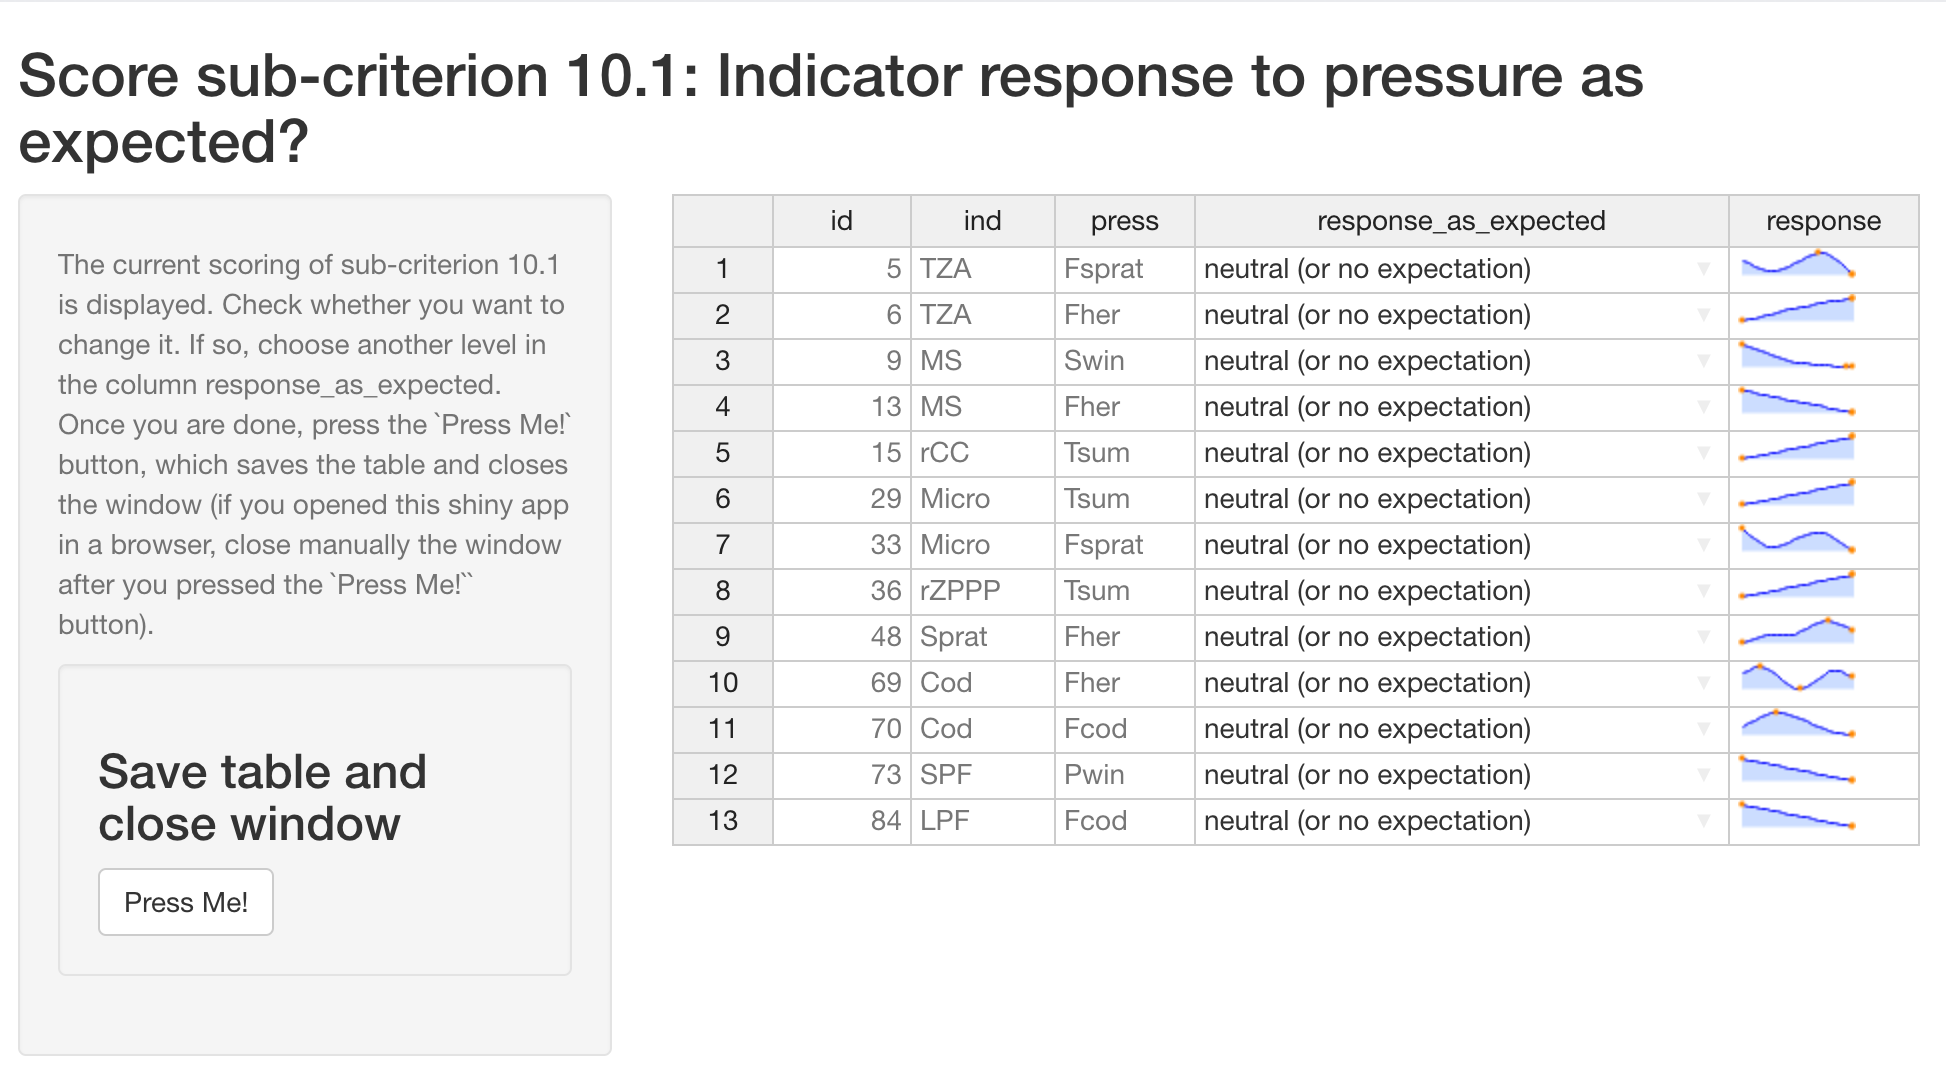 Score sub-criterion 10.1: Indicator response to pressure as
expected?
The current scoring of sub-criterion 10.1
is displayed. Check whether you want to
change it. If so, choose another level in
the column response_as_expected.
Once you are done, press the `Press Me!`
button, which saves the table and closes
the window (if you opened this shiny app
in a browser, close manually the window
after you pressed the `Press Me!``
button).
Save table and
close window
Press Me!
id ind press response_as_expected response
1 5 TZA Fsprat neutral (or no expectation)
2 6 TZA Fher neutral (or no expectation)
3 9 MS Swin neutral (or no expectation)
4 13 MS Fher neutral (or no expectation)
5 15 rCC Tsum neutral (or no expectation)
6 29 Micro Tsum neutral (or no expectation)
7 33 Micro Fsprat neutral (or no expectation)
8 36 rZPPP Tsum neutral (or no expectation)
9 48 Sprat Fher neutral (or no expectation)
10 69 Cod Fher neutral (or no expectation)
11 70 Cod Fcod neutral (or no expectation)
12 73 SPF Pwin neutral (or no expectation)
13 84 LPF Fcod neutral (or no expectation)